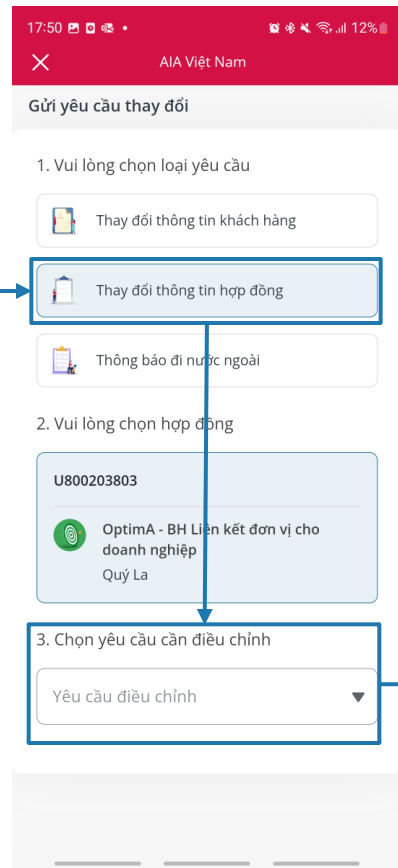 17:50 12%
AIA Việt Nam
Gửi yêu cầu thay đổi
1. Vui lòng chọn loại yêu cầu
Thay đổi thông tin khách hàng
Thay đổi thông tin hợp đồng
Thông báo đi nước ngoài
2. Vui lòng chọn hợp đồng
U800203803
OptimA - BH Liên kết đơn vị cho
doanh nghiệp
Quý La
3. Chọn yêu cầu cần điều chỉnh
Yêu cầu điều chỉnh